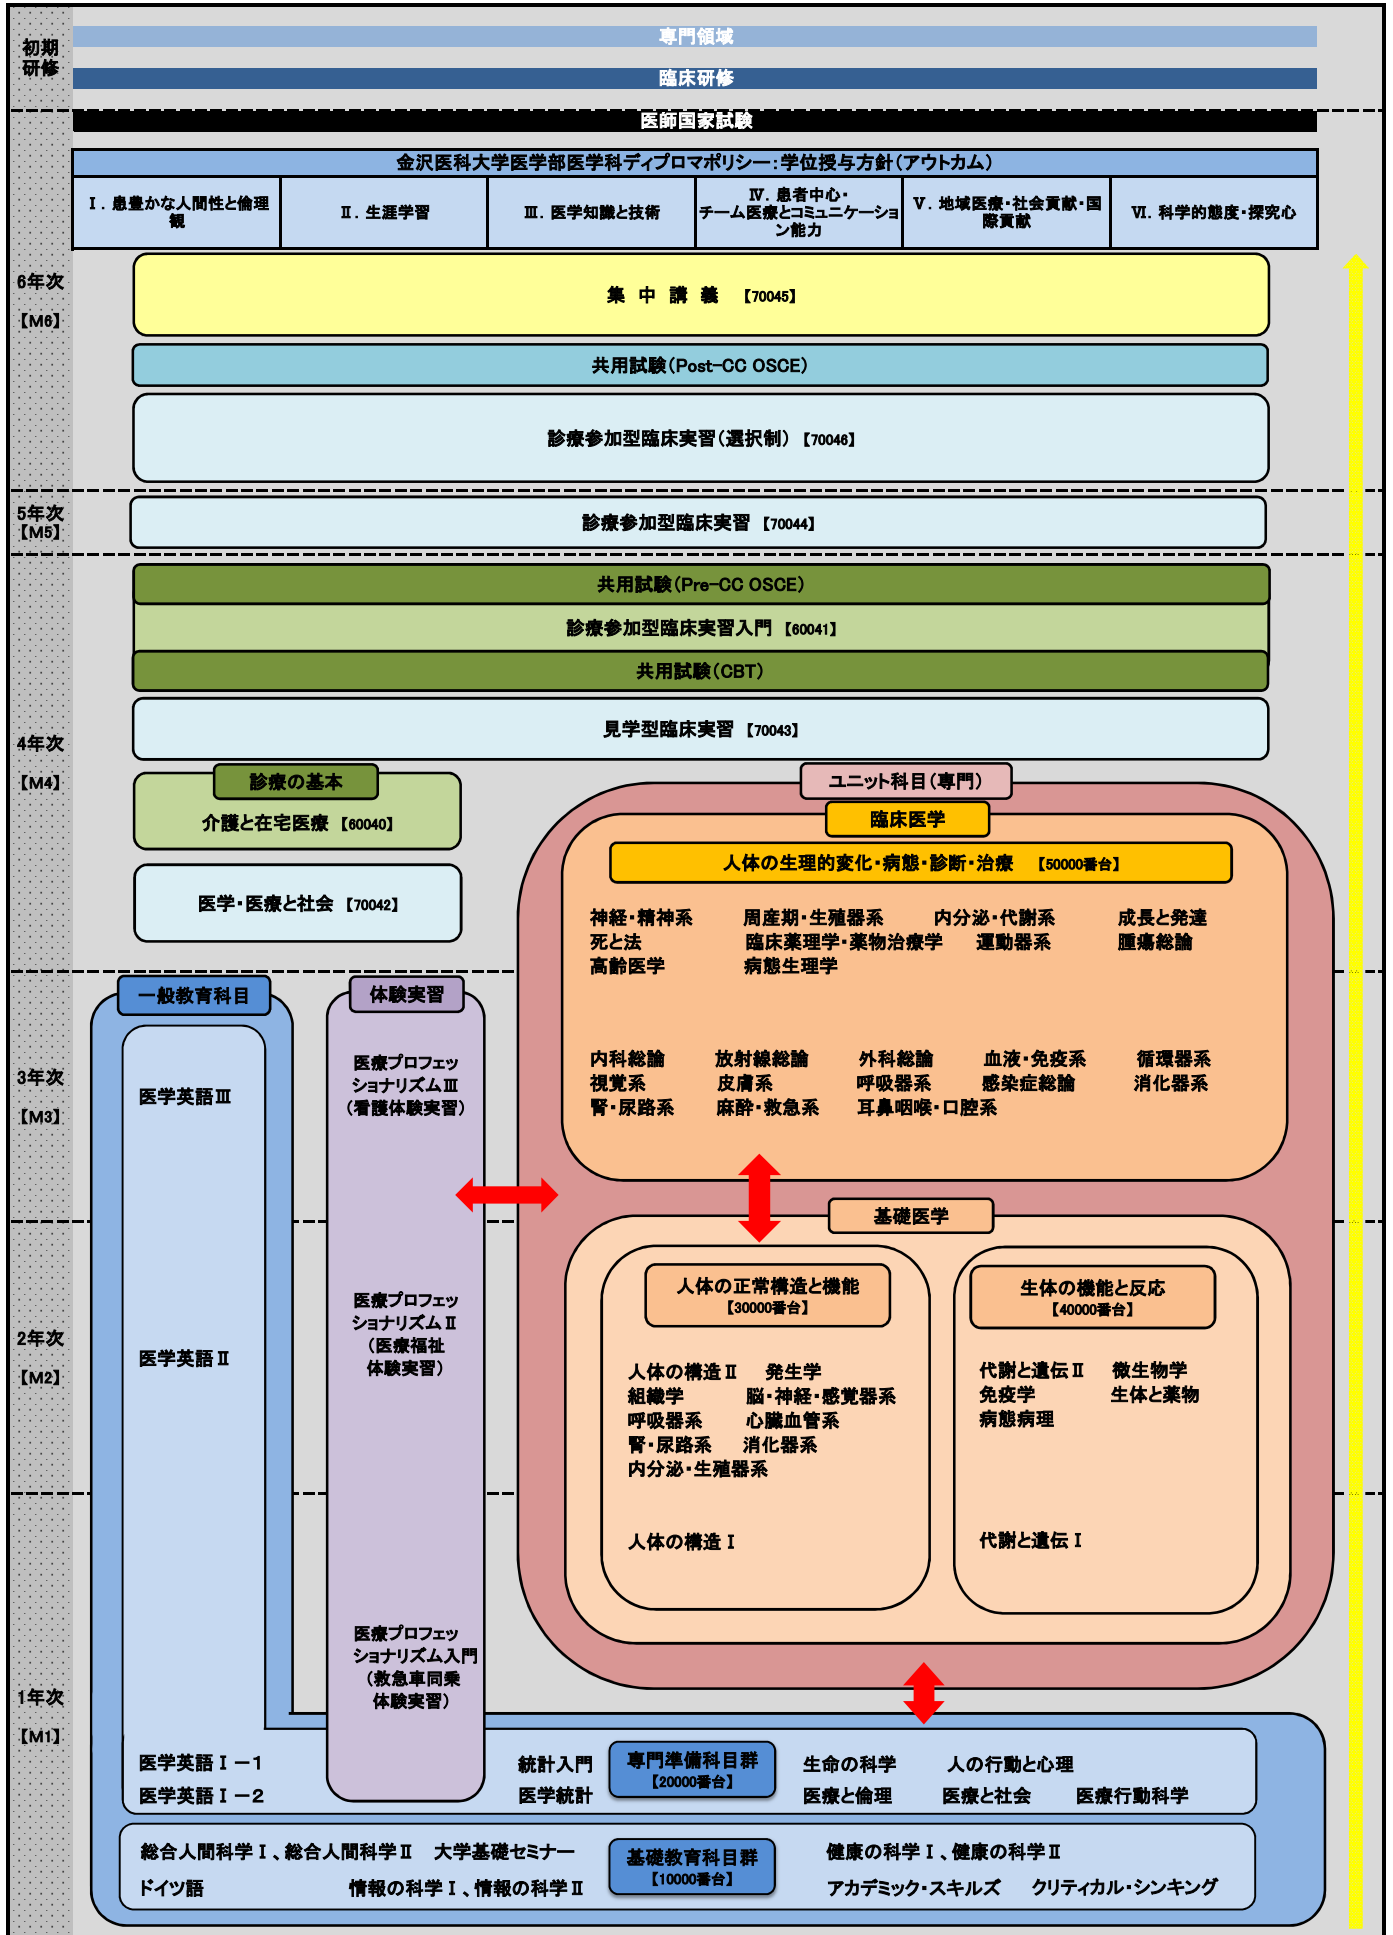 初期
研修
専門領域
臨床研修
医師国家試験
金沢医科大学医学部医学科ディプロマポリシー：学位授与方針（アウトカム）
Ⅰ．患豊かな人間性と倫理
観
Ⅱ．生涯学習
Ⅲ．医学知識と技術
Ⅳ．患者中心・
チーム医療とコミュニケーショ
ン能力
Ⅴ．地域医療・社会貢献・国
際貢献
Ⅵ．科学的態度・探究心
6年次
【M6】
集 中 講 義 【70045】
共用試験（Post-CC OSCE）
診療参加型臨床実習（選択制）【70046】
5年次
【M5】
診療参加型臨床実習 【70044】
共用試験（Pre-CC OSCE）
診療参加型臨床実習入門 【60041】
共用試験（CBT）
見学型臨床実習 【70043】
4年次
【M4】
診療の基本
介護と在宅医療 【60040】
医学・医療と社会 【70042】
ユニット科目（専門）
臨床医学
人体の生理的変化・病態・診断・治療 【50000番台】
神経・精神系 周産期・生殖器系 内分泌・代謝系 成長と発達
死と法 臨床薬理学・薬物治療学 運動器系 腫瘍総論
高齢医学 病態生理学
内科総論 放射線総論 外科総論 血液・免疫系 循環器系
視覚系 皮膚系 呼吸器系 感染症総論 消化器系
腎・尿路系 麻酔・救急系 耳鼻咽喉・口腔系
3年次
【M3】
一般教育科目
医学英語Ⅲ
体験実習
医療プロフェッ
ショナリズムⅢ
（看護体験実習）
2年次
【M2】
医学英語Ⅱ
医療プロフェッ
ショナリズムⅡ
（医療福祉
体験実習）
基礎医学
人体の正常構造と機能
【30000番台】
人体の構造Ⅱ 発生学
組織学 脳・神経・感覚器系
呼吸器系 心臓血管系
腎・尿路系 消化器系
内分泌・生殖器系
人体の構造Ⅰ
生体の機能と反応
【40000番台】
代謝と遺伝Ⅱ 微生物学
免疫学 生体と薬物
病態病理
代謝と遺伝Ⅰ
1年次
【M1】
医療プロフェッ
ショナリズム入門
（救急車同乗
体験実習）
医学英語Ⅰ－1
医学英語Ⅰ－2
統計入門
医学統計
専門準備科目群
【20000番台】
生命の科学 人の行動と心理
医療と倫理 医療と社会 医療行動科学
総合人間科学Ⅰ、総合人間科学Ⅱ 大学基礎セミナー
ドイツ語 情報の科学Ⅰ、情報の科学Ⅱ
基礎教育科目群
【10000番台】
健康の科学Ⅰ、健康の科学Ⅱ
アカデミック・スキルズ クリティカル・シンキング